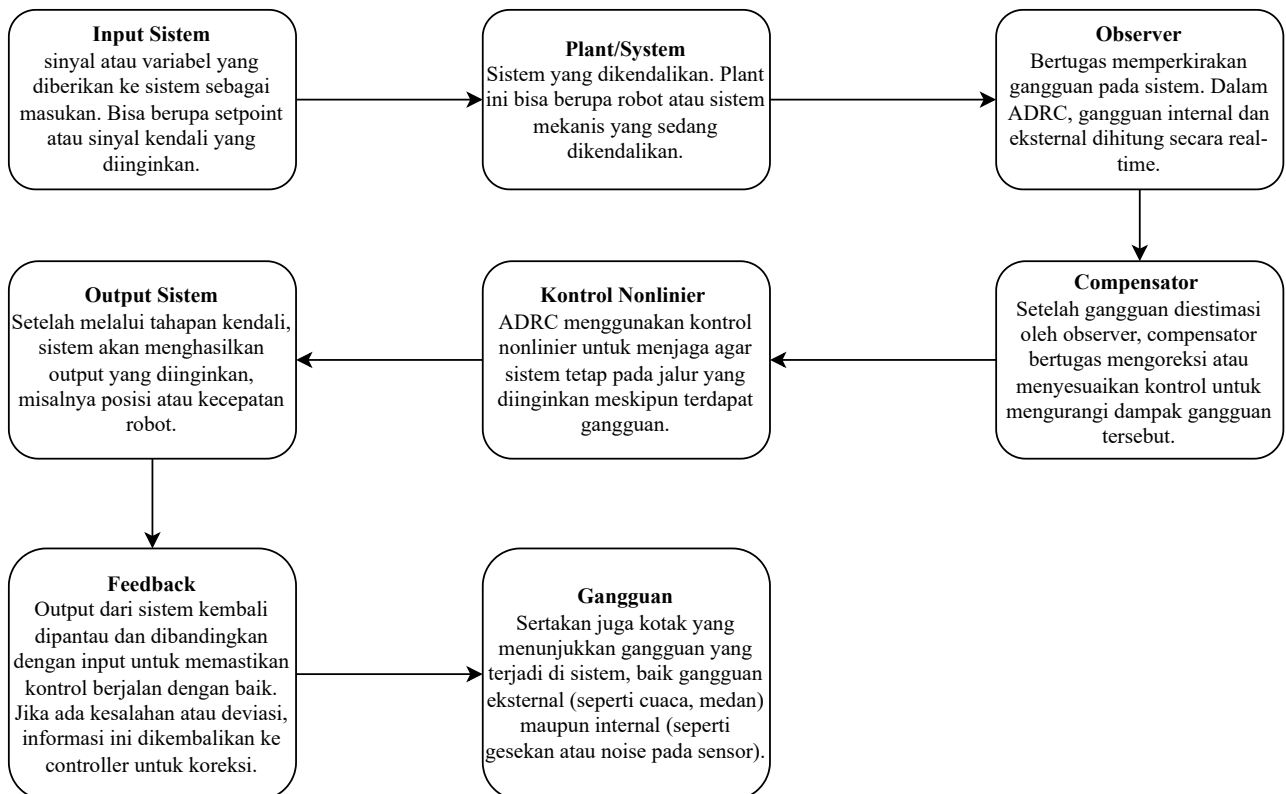 Input Sistem
sinyal atau variabel yang
diberikan ke sistem sebagai
masukan. Bisa berupa setpoint
atau sinyal kendali yang
diinginkan.
Plant/System
Sistem yang dikendalikan. Plant
ini bisa berupa robot atau sistem
mekanis yang sedang
dikendalikan.
Observer
Bertugas memperkirakan
gangguan pada sistem. Dalam
ADRC, gangguan internal dan
eksternal dihitung secara real-
time.
Compensator
Setelah gangguan diestimasi
oleh observer, compensator
bertugas mengoreksi atau
menyesuaikan kontrol untuk
mengurangi dampak gangguan
tersebut.
Kontrol Nonlinier
ADRC menggunakan kontrol
nonlinier untuk menjaga agar
sistem tetap pada jalur yang
diinginkan meskipun terdapat
gangguan.
Output Sistem
Setelah melalui tahapan kendali,
sistem akan menghasilkan
output yang diinginkan,
misalnya posisi atau kecepatan
robot.
Feedback
Output dari sistem kembali
dipantau dan dibandingkan
dengan input untuk memastikan
kontrol berjalan dengan baik.
Jika ada kesalahan atau deviasi,
informasi ini dikembalikan ke
controller untuk koreksi.
Gangguan
Sertakan juga kotak yang
menunjukkan gangguan yang
terjadi di sistem, baik gangguan
eksternal (seperti cuaca, medan)
maupun internal (seperti
gesekan atau noise pada sensor).